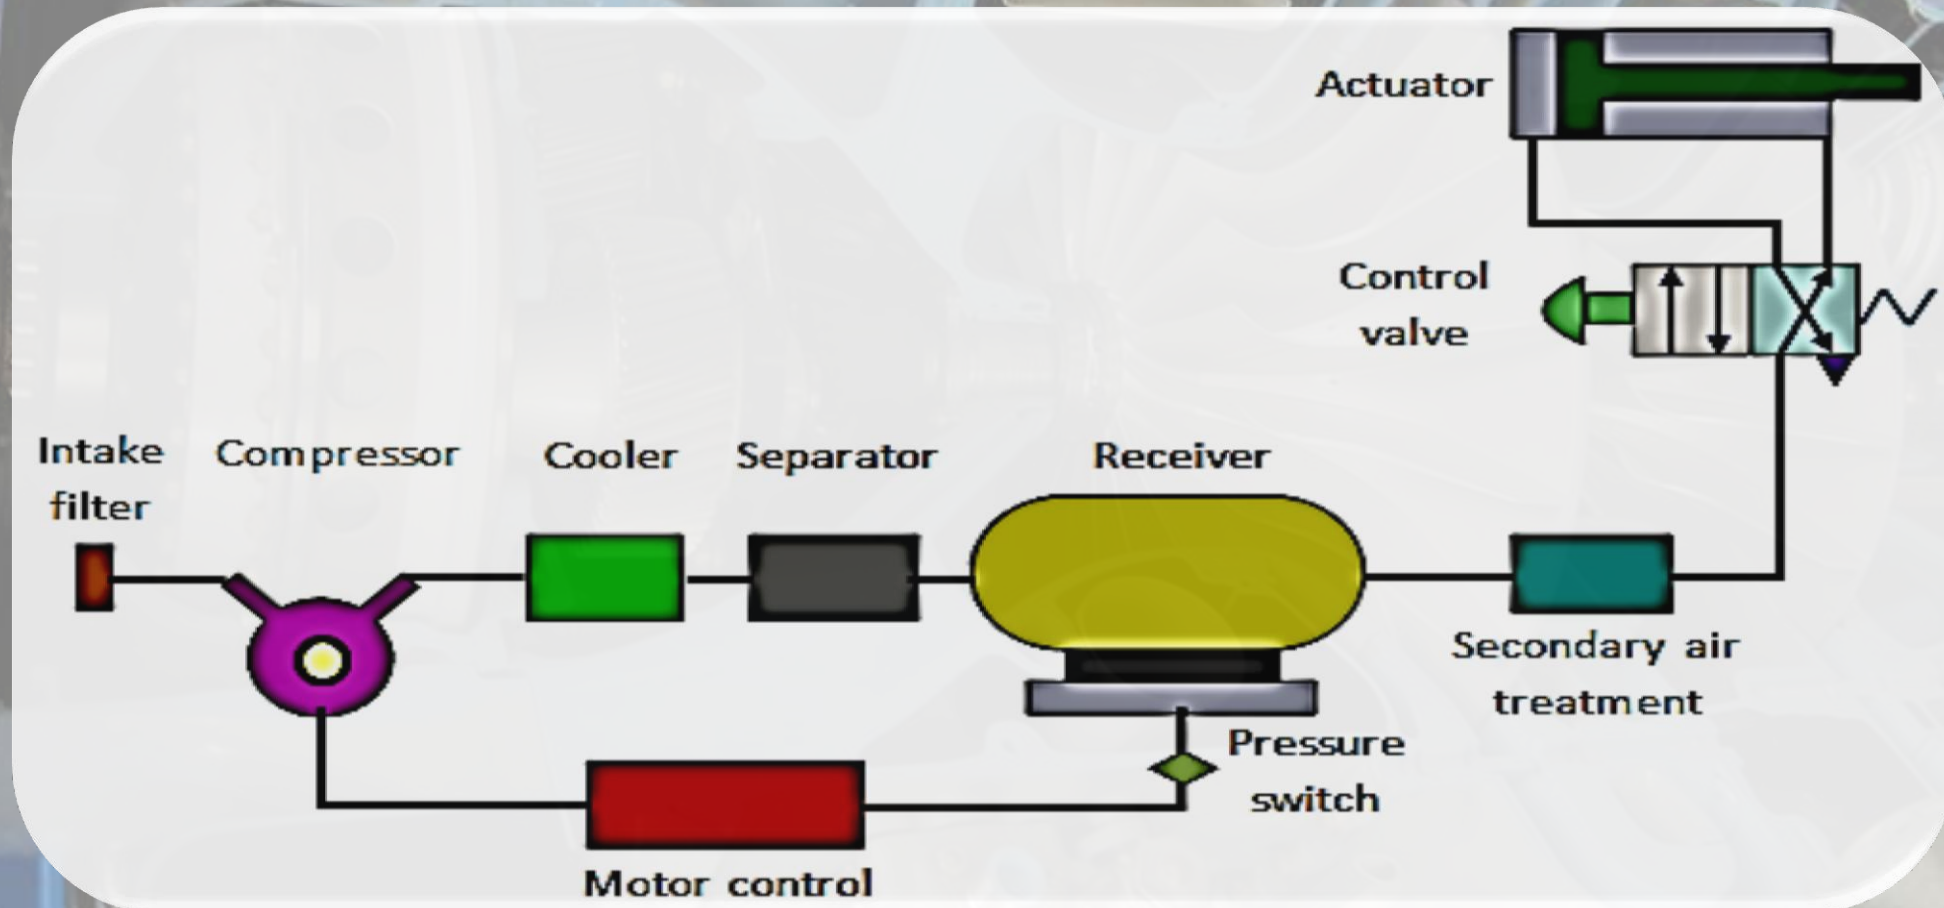 Actuator
Control
valve
Intake
filter
Compressor
Cooler
Separator
Receiver
Secondary air
treatment
Pressure
switch
Motor control